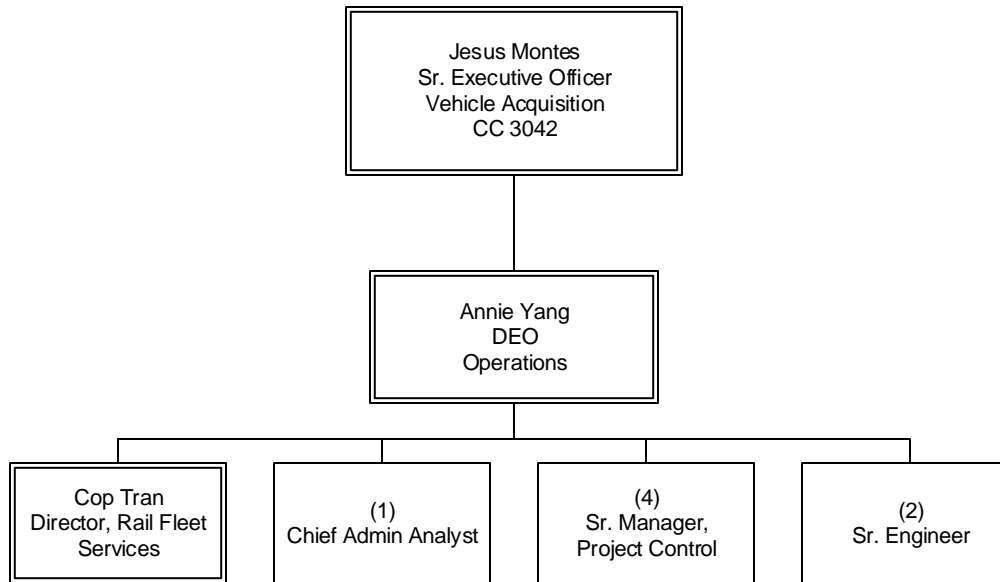 Jesus Montes
Sr. Executive Officer
Vehicle Acquisition
CC 3042
Annie Yang
DEO
Operations
Cop Tran
Director, Rail Fleet
Services
(1)
Chief Admin Analyst
(4)
Sr. Manager,
Project Control
(2)
Sr. Engineer